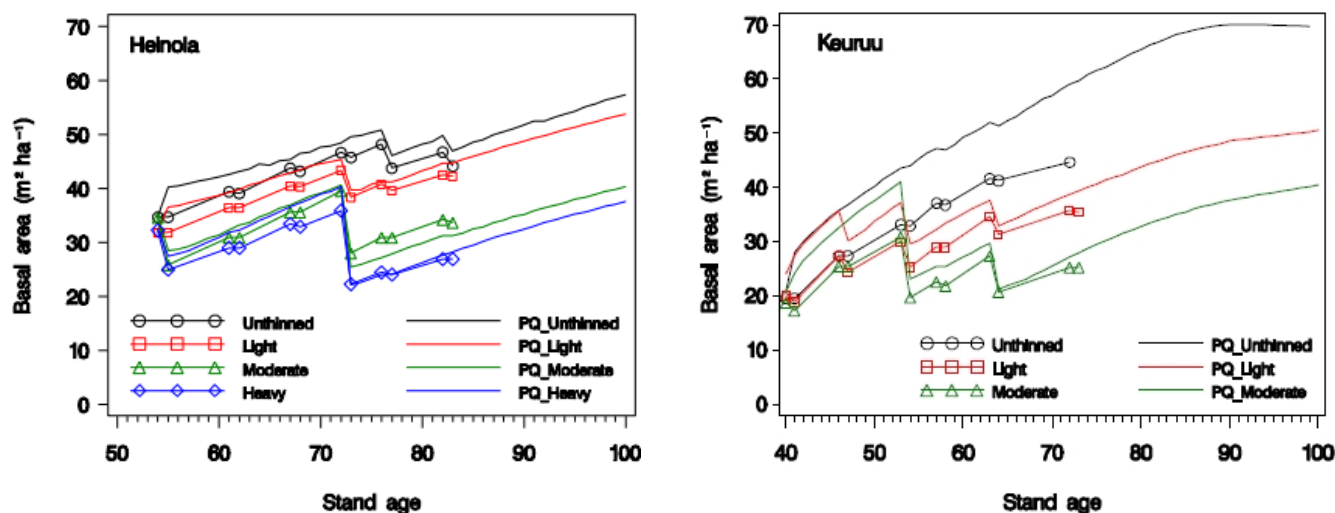 Heinola
Basal area (m² ha⁻¹)
70
60
50
40
30
20
10
0
Unthinned
Light
Moderate
Heavy
PQ_Unthinned
PQ_Light
PQ_Moderate
PQ_Heavy
50 60 70 80 90 100
Stand age
Keuruu
Basal area (m² ha⁻¹)
70
60
50
40
30
20
10
0
Unthinned
Light
Moderate
PQ_Unthinned
PQ_Light
PQ_Moderate
40 50 60 70 80 90 100
Stand age